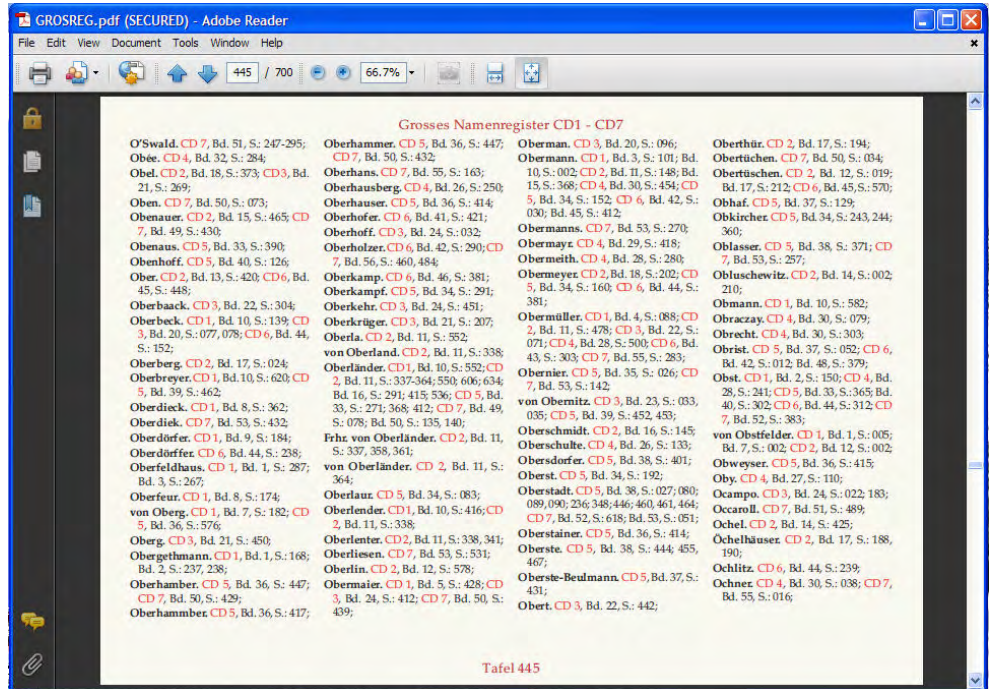 GROSREG.pdf (SECURED) - Adobe Reader
File Edit View Document Tools Window Help
445 / 700 66.7%
Grosses Namenregister CD1 - CD7
O'Swald. CD 7, Bd. 51, S.: 247-295;
Obée. CD 4, Bd. 32, S.: 284;
Obel. CD 2, Bd. 18, S.: 373; CD 3, Bd.
21, S.: 269;
Oben. CD 7, Bd. 50, S.: 073;
Obenauer. CD 2, Bd. 15, S.: 465; CD
7, Bd. 49, S.: 430;
Obenaus. CD 5, Bd. 33, S.: 390;
Obenhoff. CD 5, Bd. 40, S.: 126;
Ober. CD 2, Bd. 13, S.: 420; CD 6, Bd.
45, S.: 448;
Oberbaack. CD 3, Bd. 22, S.: 304;
Oberbeck. CD 1, Bd. 10, S.: 139; CD
3, Bd. 20, S.: 077, 078; CD 6, Bd. 44,
S.: 152;
Oberberg. CD 2, Bd. 17, S.: 024;
Oberbreyer. CD 1, Bd. 10, S.: 620; CD
5, Bd. 39, S.: 462;
Oberdieck. CD 1, Bd. 8, S.: 362;
Oberdiek. CD 7, Bd. 53, S.: 432;
Oberdörfer. CD 1, Bd. 9, S.: 184;
Oberdörffer. CD 6, Bd. 44, S.: 238;
Oberfeldhaus. CD 1, Bd. 1, S.: 287;
Bd. 3, S.: 267;
Oberfeur. CD 1, Bd. 8, S.: 174;
von Oberg. CD 1, Bd. 7, S.: 182; CD
5, Bd. 36, S.: 576;
Oberg. CD 3, Bd. 21, S.: 450;
Obergethmann. CD 1, Bd. 1, S.: 168;
Bd. 2, S.: 237, 238;
Oberhamber. CD 5, Bd. 36, S.: 447;
CD 7, Bd. 50, S.: 429;
Oberhammber. CD 5, Bd. 36, S.: 417;
Oberhammer. CD 5, Bd. 36, S.: 447;
CD 7, Bd. 50, S.: 432;
Oberhans. CD 7, Bd. 55, S.: 163;
Oberhausberg. CD 4, Bd. 26, S.: 250;
Oberhauser. CD 5, Bd. 36, S.: 414;
Oberhofer. CD 6, Bd. 41, S.: 421;
Oberhoff. CD 3, Bd. 24, S.: 032;
Oberholzer. CD 6, Bd. 42, S.: 290; CD
7, Bd. 56, S.: 460, 484;
Oberkamp. CD 6, Bd. 46, S.: 381;
Oberkampf. CD 5, Bd. 34, S.: 291;
Oberkehr. CD 3, Bd. 24, S.: 451;
Oberkrüger. CD 3, Bd. 21, S.: 207;
Oberla. CD 2, Bd. 11, S.: 552;
von Oberland. CD 2, Bd. 11, S.: 338;
Oberländer. CD 1, Bd. 10, S.: 552; CD
2, Bd. 11, S.: 337-364; 550; 606; 634;
Bd. 16, S.: 291; 415; 536; CD 5, Bd.
33, S.: 271; 368; 412; CD 7, Bd. 49,
S.: 078; Bd. 50, S.: 135, 140;
Frhr. von Oberländer. CD 2, Bd. 11,
S.: 337, 358, 361;
von Oberländer. CD 2, Bd. 11, S.:
364;
Oberlaur. CD 5, Bd. 34, S.: 083;
Oberlender. CD 1, Bd. 10, S.: 416; CD
2, Bd. 11, S.: 338;
Oberlenter. CD 2, Bd. 11, S.: 338, 341;
Oberliesen. CD 7, Bd. 53, S.: 531;
Oberlin. CD 2, Bd. 12, S.: 578;
Obermaier. CD 1, Bd. 5, S.: 428; CD
3, Bd. 24, S.: 412; CD 7, Bd. 50, S.:
439;
Oberman. CD 3, Bd. 20, S.: 096;
Obermann. CD 1, Bd. 3, S.: 101; Bd.
10, S.: 002; CD 2, Bd. 11, S.: 148; Bd.
15, S.: 368; CD 4, Bd. 30, S.: 454; CD
5, Bd. 34, S.: 152; CD 6, Bd. 42, S.:
030; Bd. 45, S.: 412;
Obermanns. CD 7, Bd. 53, S.: 270;
Obermayr. CD 4, Bd. 29, S.: 418;
Obermeith. CD 4, Bd. 28, S.: 280;
Obermeyer. CD 2, Bd. 18, S.: 202; CD
5, Bd. 34, S.: 160; CD 6, Bd. 44, S.:
381;
Obermüller. CD 1, Bd. 4, S.: 088; CD
2, Bd. 11, S.: 478; CD 3, Bd. 22, S.:
071; CD 4, Bd. 28, S.: 500; CD 6, Bd.
43, S.: 303; CD 7, Bd. 55, S.: 283;
Obernier. CD 5, Bd. 35, S.: 026; CD
7, Bd. 53, S.: 142;
von Obernitz. CD 3, Bd. 23, S.: 033,
035; CD 5, Bd. 39, S.: 452, 453;
Oberschmidt. CD 2, Bd. 16, S.: 145;
Oberschulte. CD 4, Bd. 26, S.: 133;
Obersdorfer. CD 5, Bd. 38, S.: 401;
Oberst. CD 5, Bd. 34, S.: 192;
Oberstadt. CD 5, Bd. 38, S.: 027; 080;
089, 090; 236; 348; 446; 460, 461, 464;
CD 7, Bd. 52, S.: 618; Bd. 53, S.: 051;
Oberstainer. CD 5, Bd. 36, S.: 414;
Oberste. CD 5, Bd. 38, S.: 444; 455,
467;
Oberste-Beulmann. CD 5, Bd. 37, S.:
431;
Obert. CD 3, Bd. 22, S.: 442;
Oberthür. CD 2, Bd. 17, S.: 194;
Obertüchen. CD 7, Bd. 50, S.: 034;
Obertüschen. CD 2, Bd. 12, S.: 019;
Bd. 17, S.: 212; CD 6, Bd. 45, S.: 570;
Obhaf. CD 5, Bd. 37, S.: 129;
Obkircher. CD 5, Bd. 34, S.: 243, 244;
360;
Oblasser. CD 5, Bd. 38, S.: 371; CD
7, Bd. 53, S.: 257;
Obluschewitz. CD 2, Bd. 14, S.: 002;
210;
Obmann. CD 1, Bd. 10, S.: 582;
Obraczay. CD 4, Bd. 30, S.: 079;
Obrecht. CD 4, Bd. 30, S.: 303;
Obrist. CD 5, Bd. 37, S.: 052; CD 6,
Bd. 42, S.: 012; Bd. 48, S.: 379;
Obst. CD 1, Bd. 2, S.: 150; CD 4, Bd.
28, S.: 241; CD 5, Bd. 33, S.: 365; Bd.
40, S.: 302; CD 6, Bd. 44, S.: 312; CD
7, Bd. 52, S.: 383;
von Obstfelder. CD 1, Bd. 1, S.: 005;
Bd. 7, S.: 002; CD 2, Bd. 12, S.: 002;
Obweyser. CD 5, Bd. 36, S.: 415;
Oby. CD 4, Bd. 27, S.: 110;
Ocampo. CD 3, Bd. 24, S.: 022; 183;
Occaroll. CD 7, Bd. 51, S.: 489;
Ochel. CD 2, Bd. 14, S.: 425;
Öchelhäuser. CD 2, Bd. 17, S.: 188,
190;
Ochlitz. CD 6, Bd. 44, S.: 239;
Ochner. CD 4, Bd. 30, S.: 038; CD 7,
Bd. 55, S.: 016;
Tafel 445